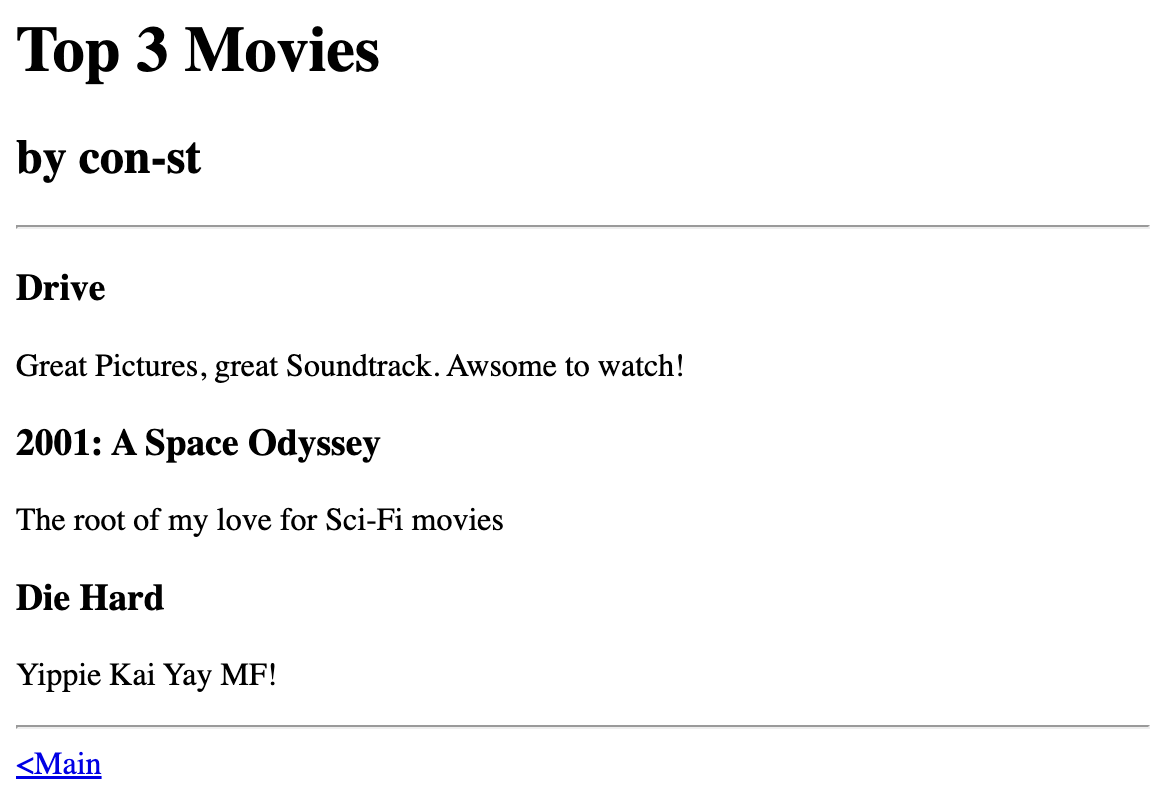 Top 3 Movies
by con-st
Drive
Great Pictures, great Soundtrack. Awsome to watch!
2001: A Space Odyssey
The root of my love for Sci-Fi movies
Die Hard
Yippie Kai Yay MF!
<Main